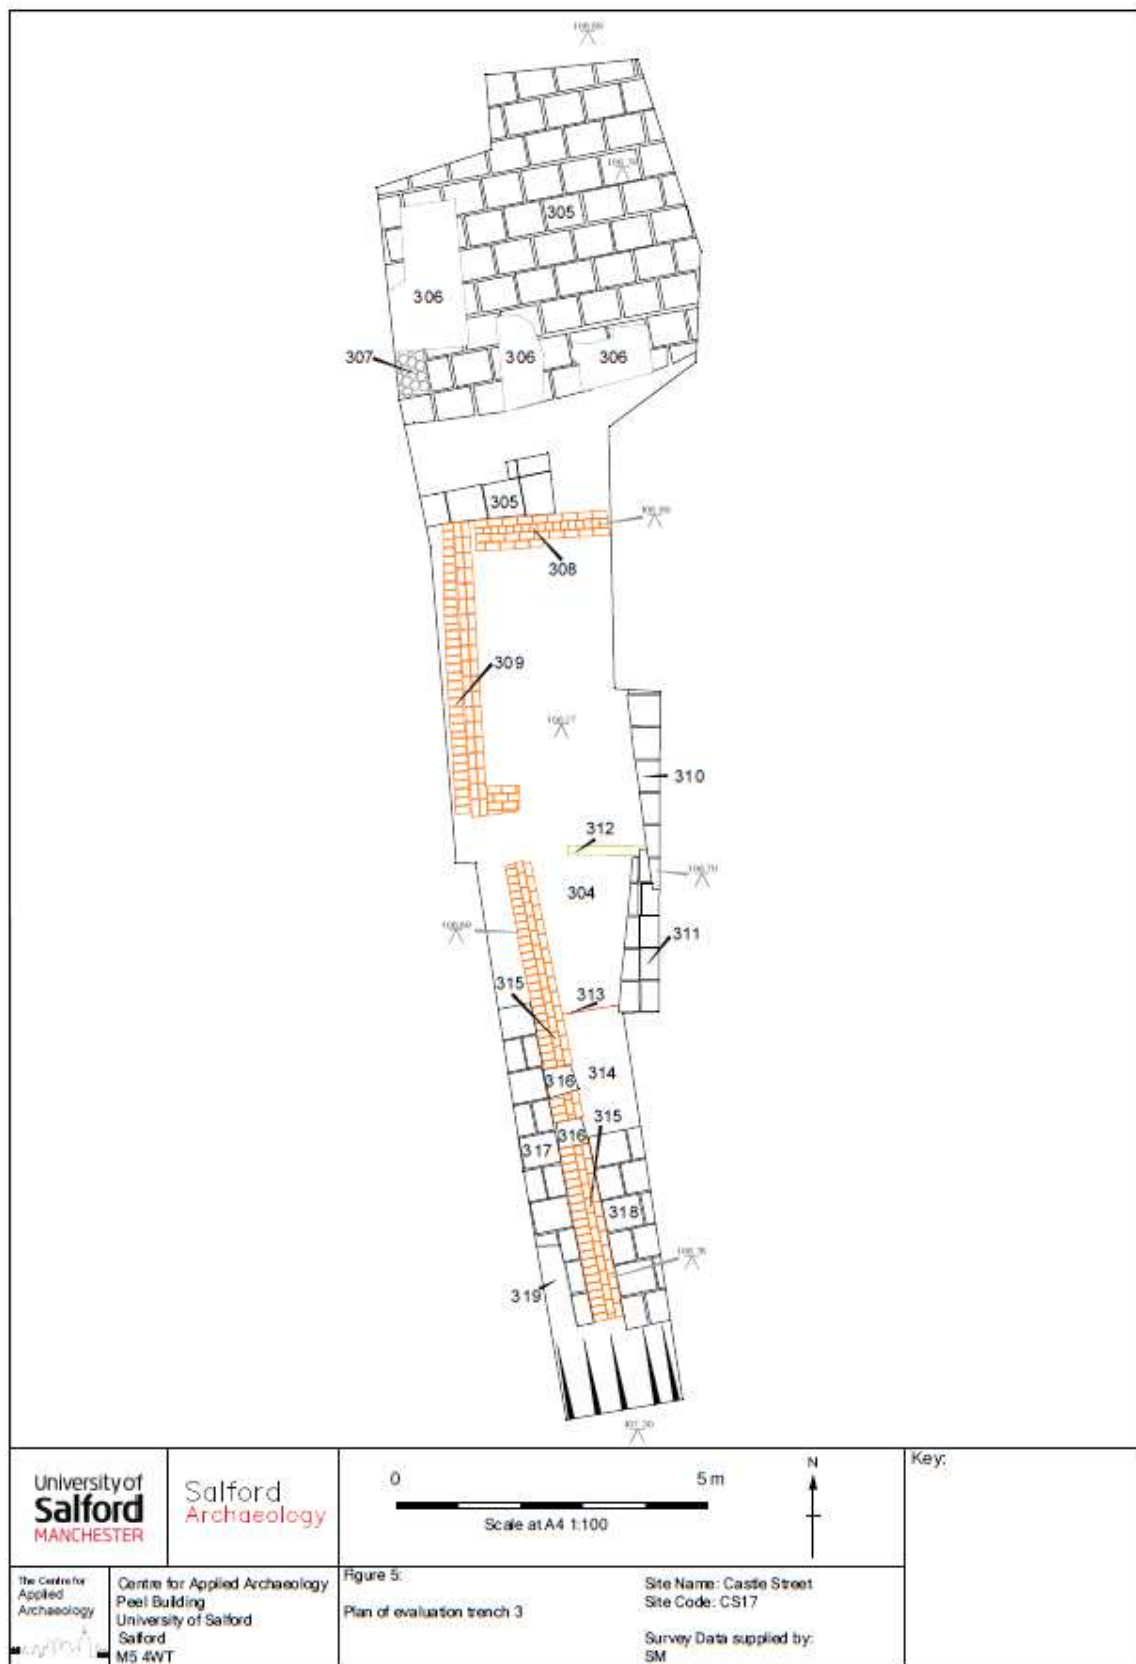 305
306
307
306
306
305
308
309
310
312
304
311
315
313
314
316
315
316
317
318
319
University of
Salford
MANCHESTER
Salford
Archaeology
0 5 m
Scale at A4 1:100
N
Key:
The Centre for
Applied
Archaeology
Centre for Applied Archaeology
Peel Building
University of Salford
Salford
M5 4WT
Figure 5:
Plan of evaluation trench 3
Site Name: Castle Street
Site Code: CS17
Survey Data supplied by:
SM